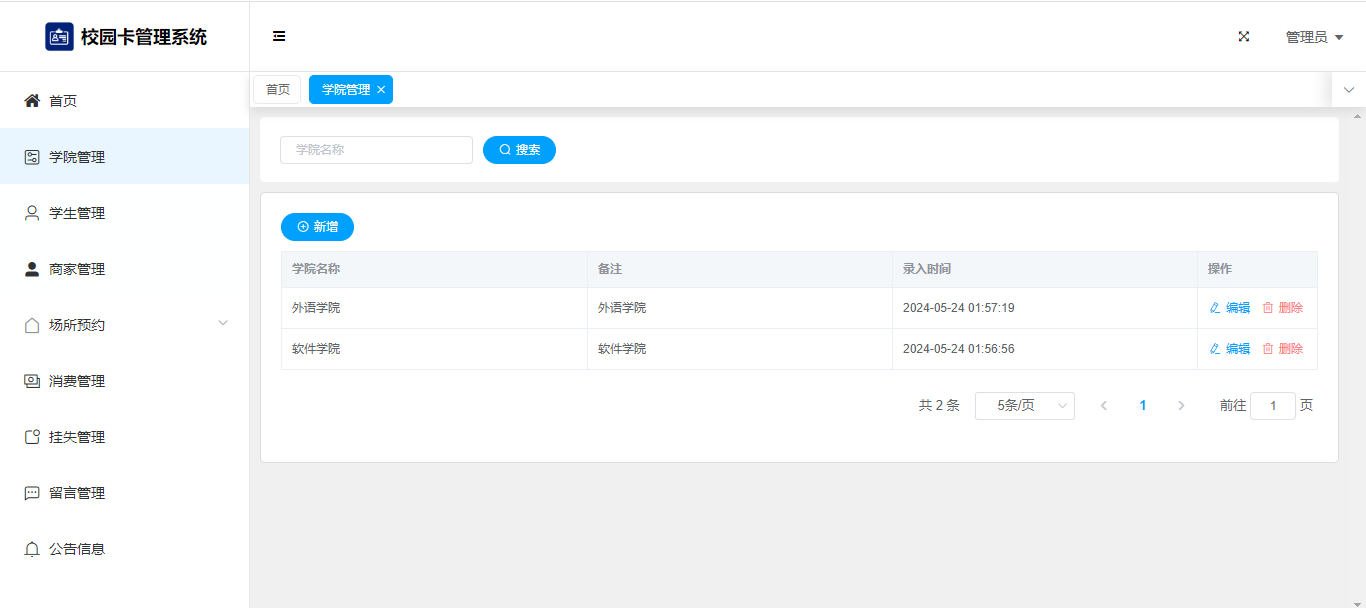 校园卡管理系统
管理员
首页
学院管理
首页
学院管理
学生管理
商家管理
场所预约
消费管理
挂失管理
留言管理
公告信息
学院名称
搜索
新增
学院名称 备注 录入时间 操作
外语学院 外语学院 2024-05-24 01:57:19 编辑 删除
软件学院 软件学院 2024-05-24 01:56:56 编辑 删除
共 2 条 5条/页 1 前往 1 页